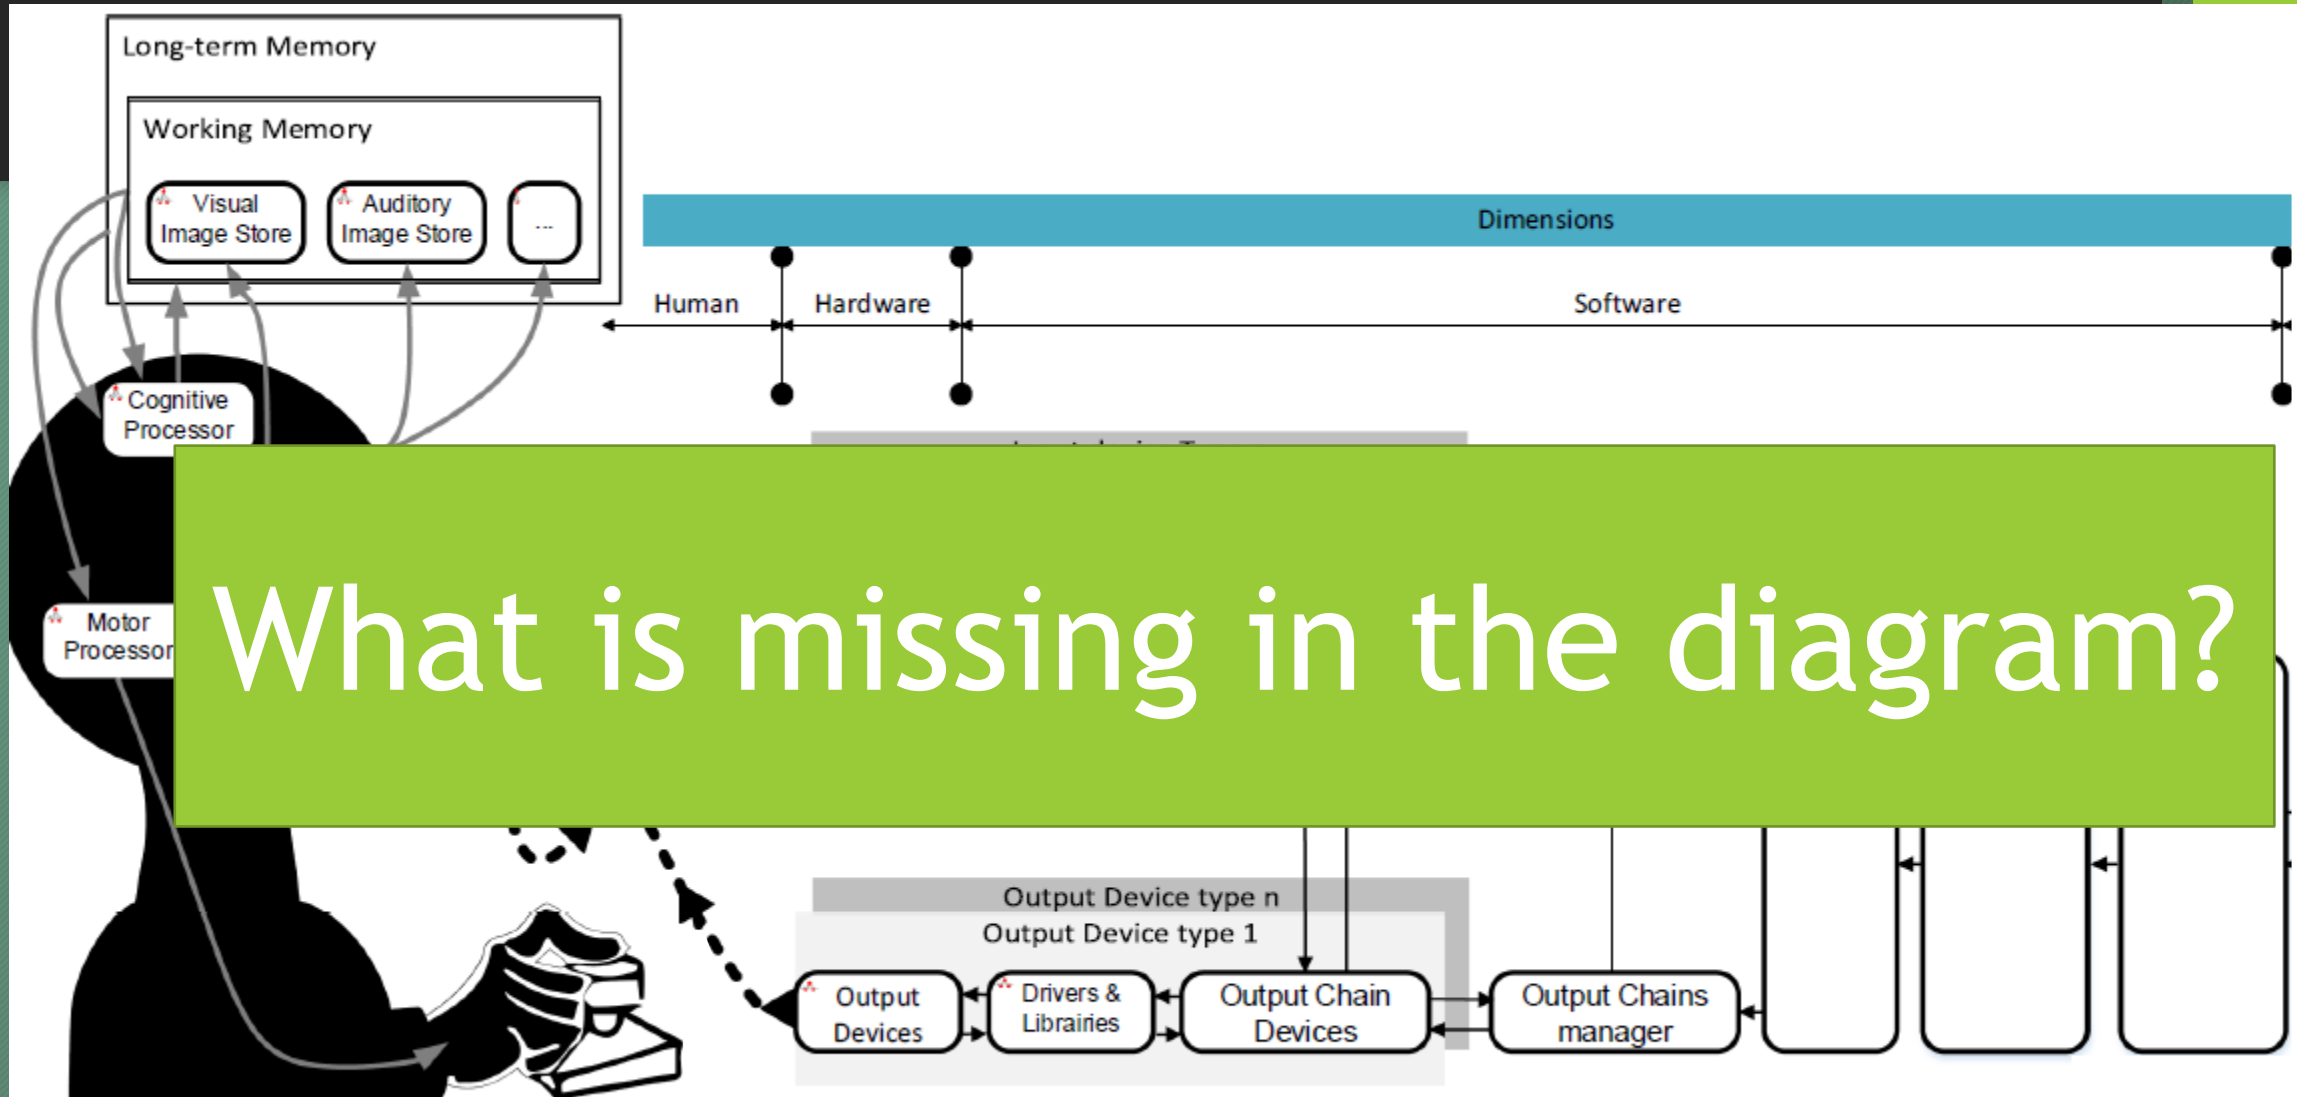 Long-term Memory
Working Memory
Visual
Image Store
Auditory
Image Store
...
Dimensions
Human
Hardware
Software
Cognitive
Processor
Motor
Processor
What is missing in the diagram?
Output Device type n
Output Device type 1
Output
Devices
Drivers &
Librairies
Output Chain
Devices
Output Chains
manager